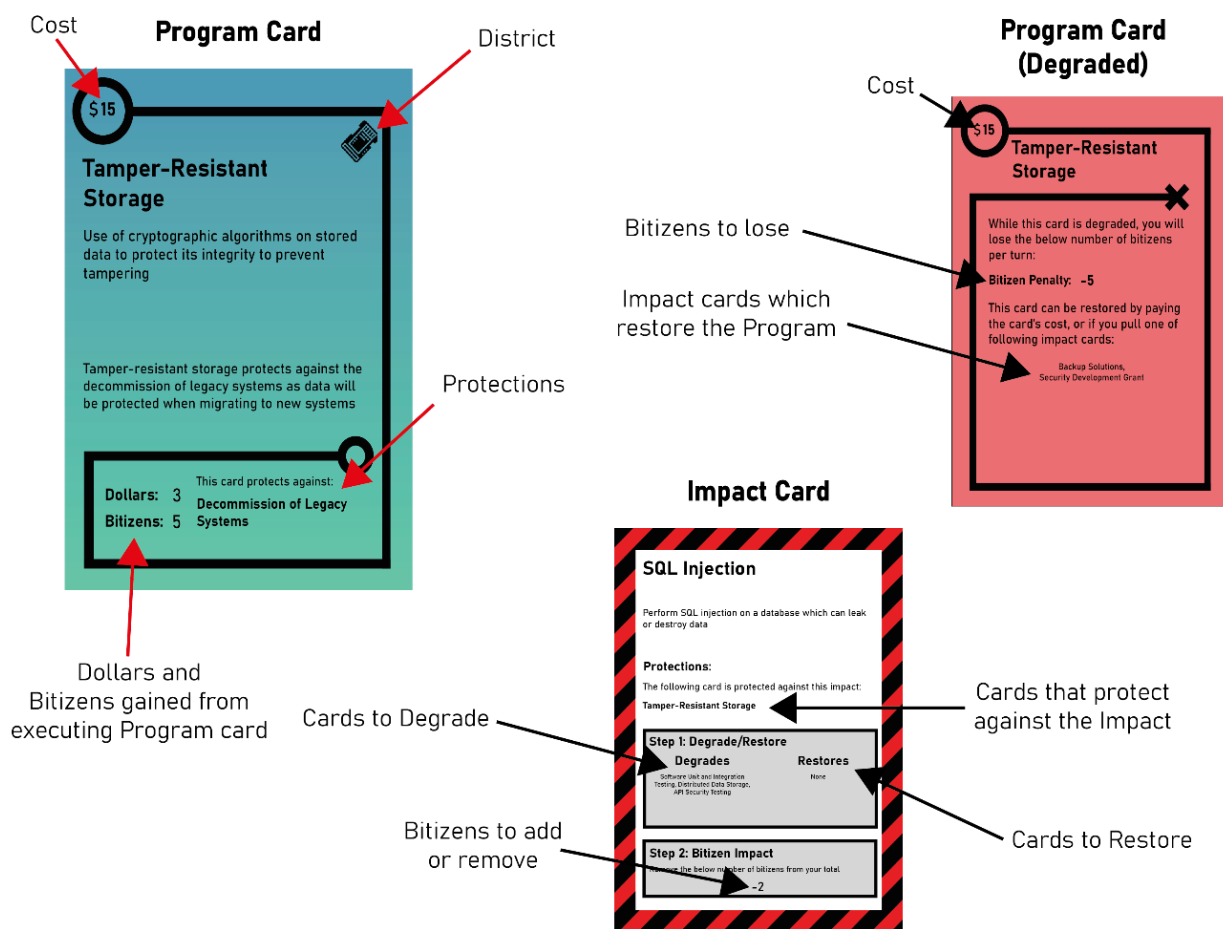 Cost
Program Card
District
$15
Tamper-Resistant
Storage
Use of cryptographic algorithms on stored
data to protect its integrity to prevent
tampering
Tamper-resistant storage protects against the
decommission of legacy systems as data will
be protected when migrating to new systems
Protections
Dollars: 3
Bitizens: 5
This card protects against:
Decommission of Legacy
Systems
Dollars and
Bitizens gained from
executing Program card
Program Card
(Degraded)
Cost
$15
Tamper-Resistant
Storage
Bitizens to lose
While this card is degraded, you will
lose the below number of bitizens
per turn:
Bitizen Penalty: -5
Impact cards which
restore the Program
This card can be restored by paying
the card's cost, or if you pull one of
following impact cards:
Backup Solutions,
Security Development Grant
Impact Card
SQL Injection
Perform SQL injection on a database which can leak
or destroy data
Protections:
The following card is protected against this impact:
Tamper-Resistant Storage
Cards that protect
against the Impact
Cards to Degrade
Step 1: Degrade/Restore
Degrades
Software Unit and Integration
Testing, Distributed Data Storage,
API Security Testing
Restores
None
Cards to Restore
Bitizens to add
or remove
Step 2: Bitizen Impact
Remove the below number of bitizens from your total
-2